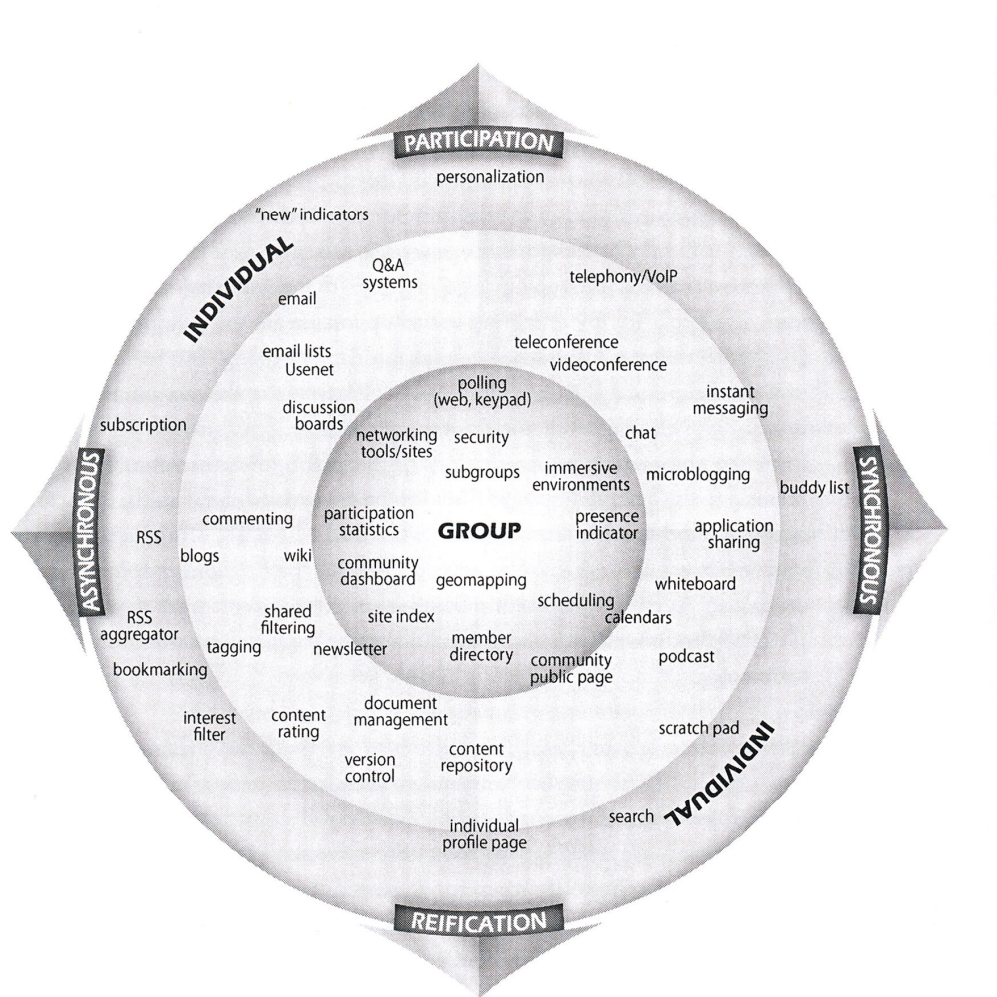 PARTICIPATION
personalization
"new" indicators
INDIVIDUAL
Q&A
systems
telephony/VoIP
email
teleconference
email lists
Usenet
videoconference
polling
(web, keypad)
instant
messaging
discussion
boards
subscription
networking
tools/sites
security
chat
subgroups
immersive
environments
microblogging
buddy list
ASYNCHRONOUS
SYNCHRONOUS
commenting
participation
statistics
GROUP
presence
indicator
application
sharing
RSS
blogs
wiki
community
dashboard
geomapping
whiteboard
scheduling
calendars
RSS
aggregator
shared
filtering
site index
tagging
newsletter
member
directory
community
public page
podcast
bookmarking
interest
filter
content
rating
document
management
scratch pad
INDIVIDUAL
version
control
content
repository
search
individual
profile page
REIFICATION